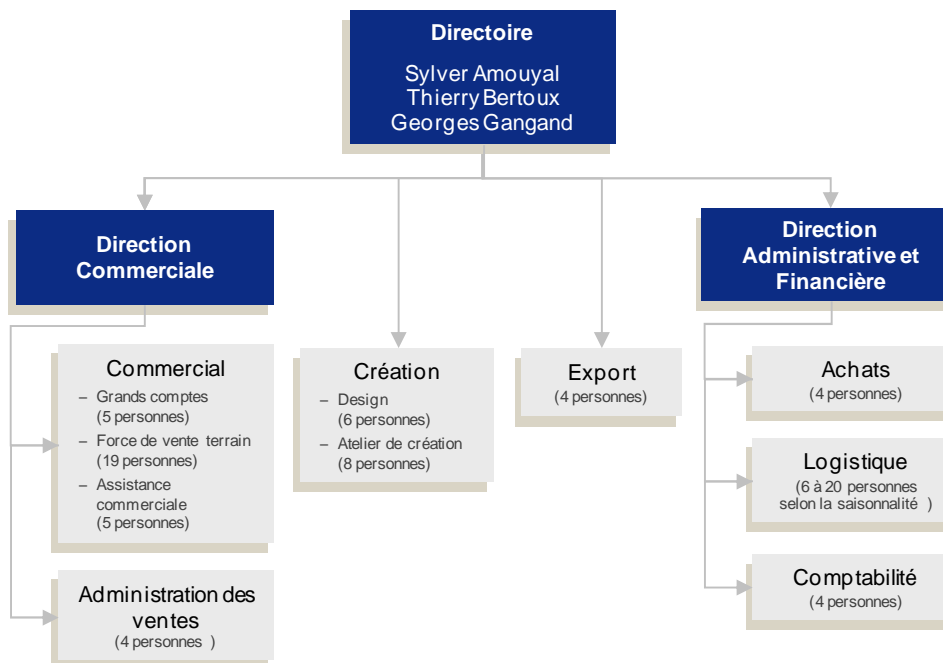 Directoire
Sylver Amouyal
Thierry Bertoux
Georges Gangand
Direction
Commerciale
Direction
Administrative et
Financière
Commercial
– Grands comptes
(5 personnes)
– Force de vente terrain
(19 personnes)
– Assistance
commerciale
(5 personnes)
Administration des
ventes
(4 personnes )
Création
– Design
(6 personnes)
– Atelier de création
(8 personnes)
Export
(4 personnes)
Achats
(4 personnes)
Logistique
(6 à 20 personnes
selon la saisonnalité )
Comptabilité
(4 personnes)